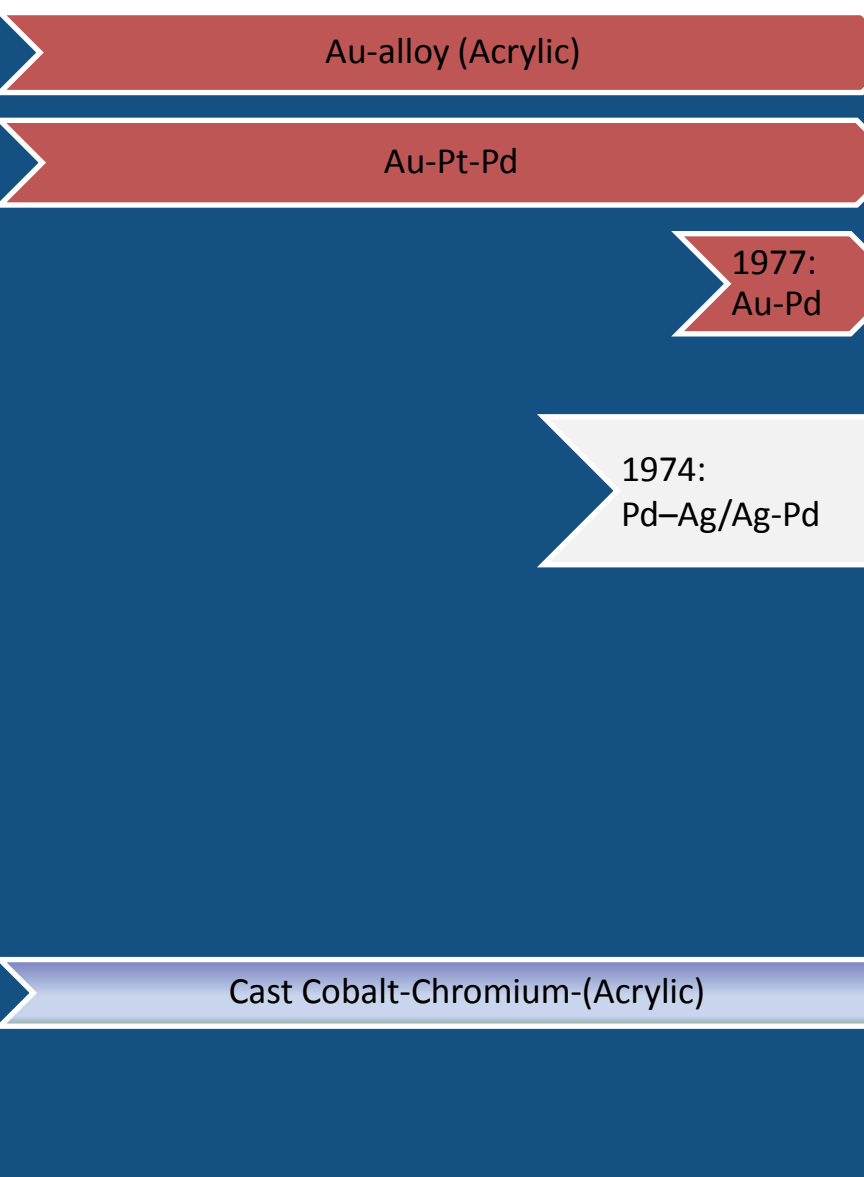 Au-alloy (Acrylic)
Au-Pt-Pd
1977:
Au-Pd
1974:
Pd–Ag/Ag-Pd
Cast Cobalt-Chromium-(Acrylic)